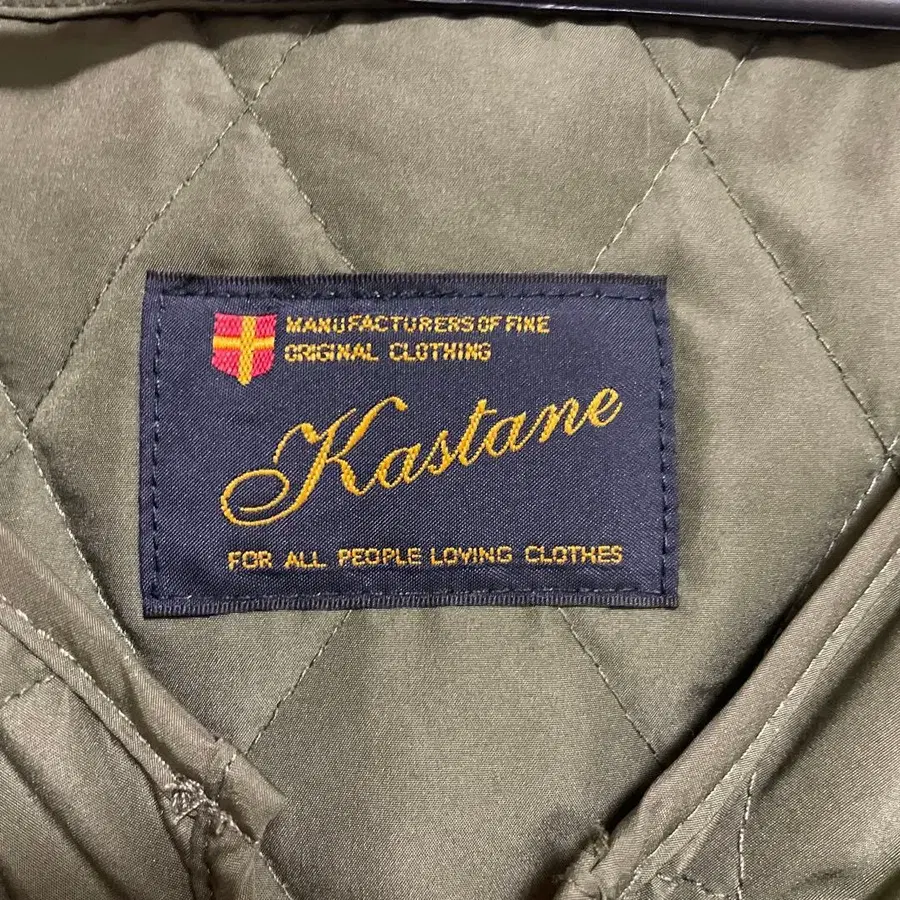 MANUFACTURERS OF FINE
ORIGINAL CLOTHING
Kastane
FOR ALL PEOPLE LOVING CLOTHES